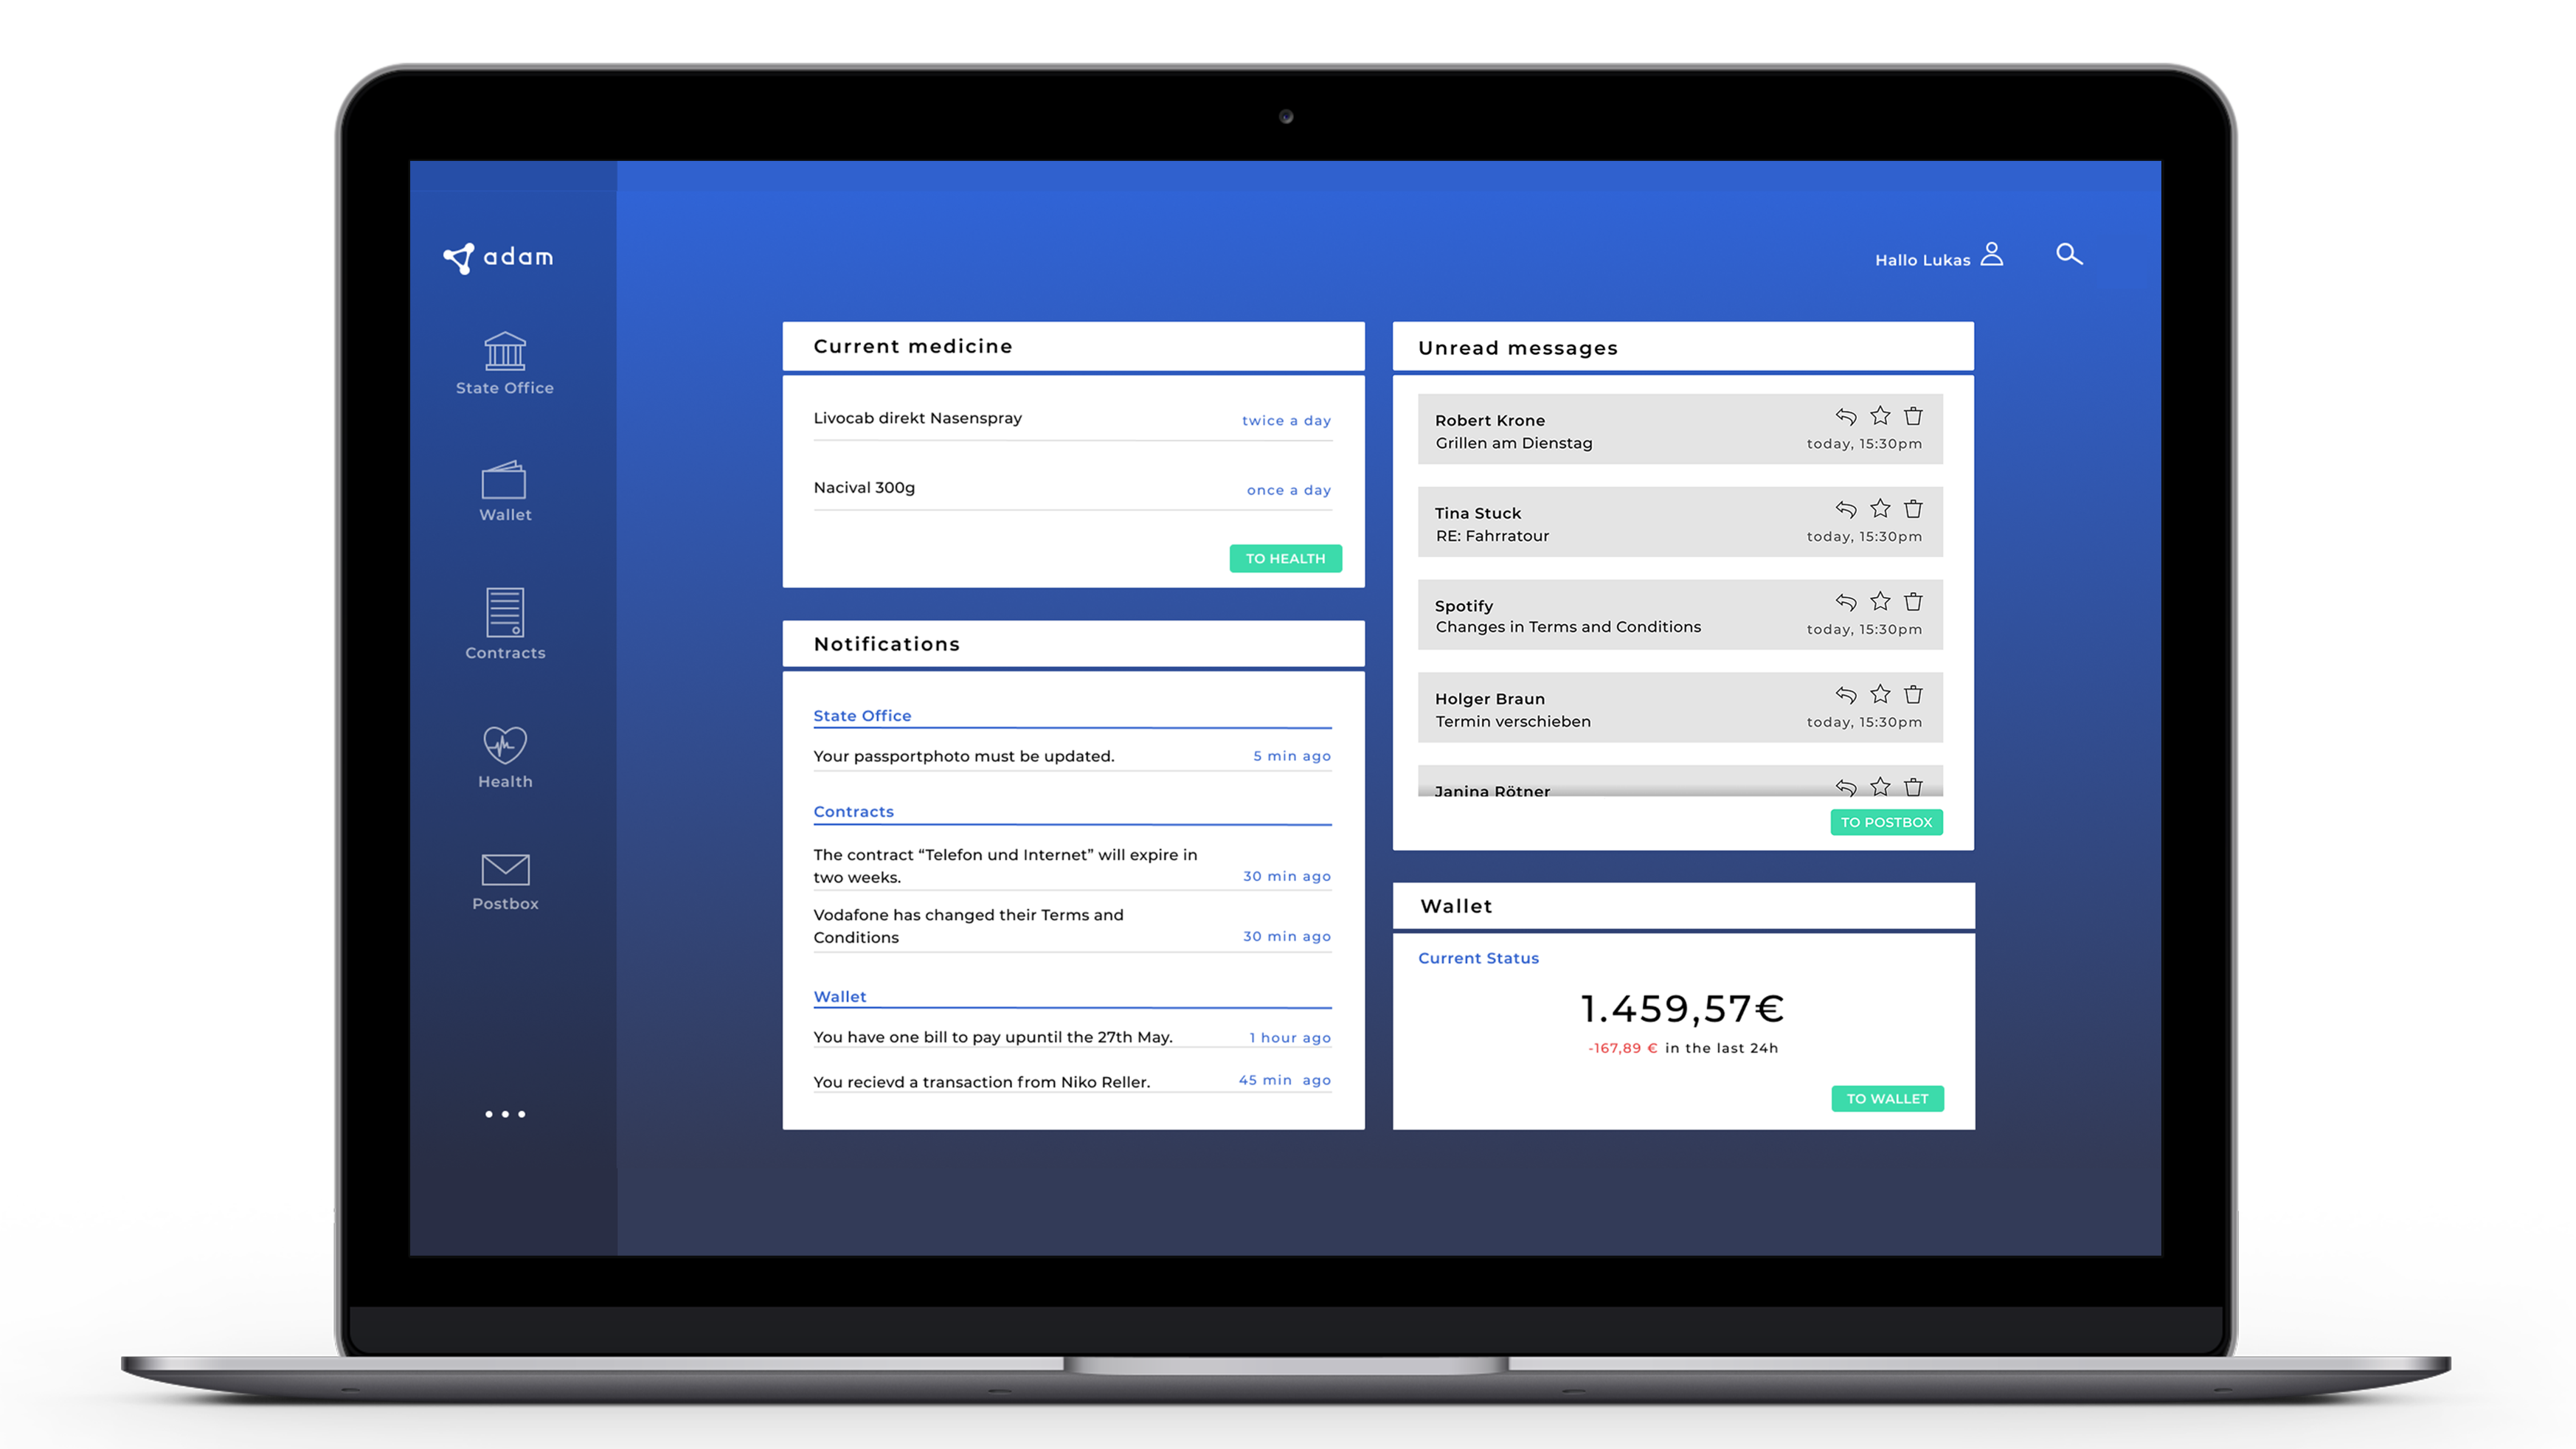 adam
Hallo Lukas
State Office
Wallet
Contracts
Health
Postbox
Current medicine
Livocab direkt Nasenspray
twice a day
Nacival 300g
once a day
TO HEALTH
Notifications
State Office
Your passportphoto must be updated.
5 min ago
Contracts
The contract “Telefon und Internet” will expire in
two weeks.
30 min ago
Vodafone has changed their Terms and
Conditions
30 min ago
Wallet
You have one bill to pay upuntil the 27th May.
1 hour ago
You recievd a transaction from Niko Reller.
45 min ago
Unread messages
Robert Krone
Grillen am Dienstag
today, 15:30pm
Tina Stuck
RE: Fahrratour
today, 15:30pm
Spotify
Changes in Terms and Conditions
today, 15:30pm
Holger Braun
Termin verschieben
today, 15:30pm
Janina Rötner
TO POSTBOX
Wallet
Current Status
1.459,57€
-167,89 € in the last 24h
TO WALLET